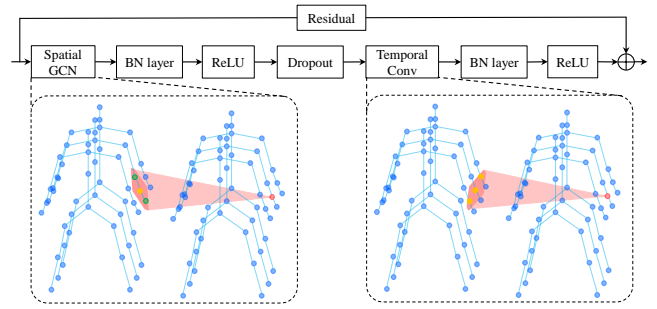 Residual
Spatial
GCN
BN layer
ReLU
Dropout
Temporal
Conv
BN layer
ReLU